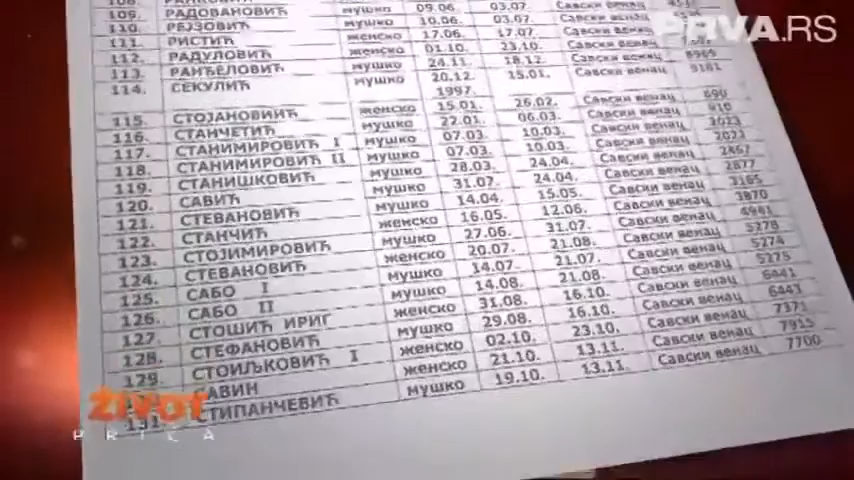 PRVA.RS
109. РАДОВАНОВИЋ мушко 09.06. 03.07. Савски венац
110. РЕЈЗОВИЋ мушко 10.06. 03.07. Савски венац
111. РИСТИЋ женско 17.06. 17.07. Савски венац
112. РАДУЛОВИЋ женско 01.10. 23.10. Савски венац
113. РАНЂЕЛОВИЋ мушко 24.11. 18.12. Савски венац 8969
114. СЕКУЛИЋ мушко 20.12. 15.01. Савски венац 9181
1997.
115. СТОЈАНОВИЋ женско 15.01. 26.02. Савски венац 690
116. СТАНЧЕТИЋ мушко 22.01. 06.03. Савски венац 910
117. СТАНИМИРОВИЋ I мушко 07.03. 10.03. Савски венац 2023
118. СТАНИМИРОВИЋ II мушко 07.03. 10.03. Савски венац 2022
119. СТАНИШКОВИЋ мушко 28.03. 24.04. Савски венац 2467
120. САВИЋ мушко 31.07. 24.04. Савски венац 2877
121. СТЕВАНОВИЋ мушко 14.04. 15.05. Савски венац 3165
122. СТАНЧИЋ женско 16.05. 12.06. Савски венац 3870
123. СТОЈИМИРОВИЋ мушко 27.06. 31.07. Савски венац 4941
124. СТЕВАНОВИЋ женско 20.07. 21.08. Савски венац 5278
125. САБО I мушко 14.07. 21.07. Савски венац 5274
126. САБО II мушко 14.08. 21.08. Савски венац 5275
127. СТОШИЋ ИРИГ женско 31.08. 16.10. Савски венац 6441
128. СТЕФАНОВИЋ мушко 29.08. 16.10. Савски венац 6443
129. СТОИЉКОВИЋ I женско 02.10. 23.10. Савски венац 7371
САВИН женско 21.10. 13.11. Савски венац 7915
131. СТИПАНЧЕВИЋ мушко 19.10. 13.11. Савски венац 7700
ŽIVOT
PRIČA